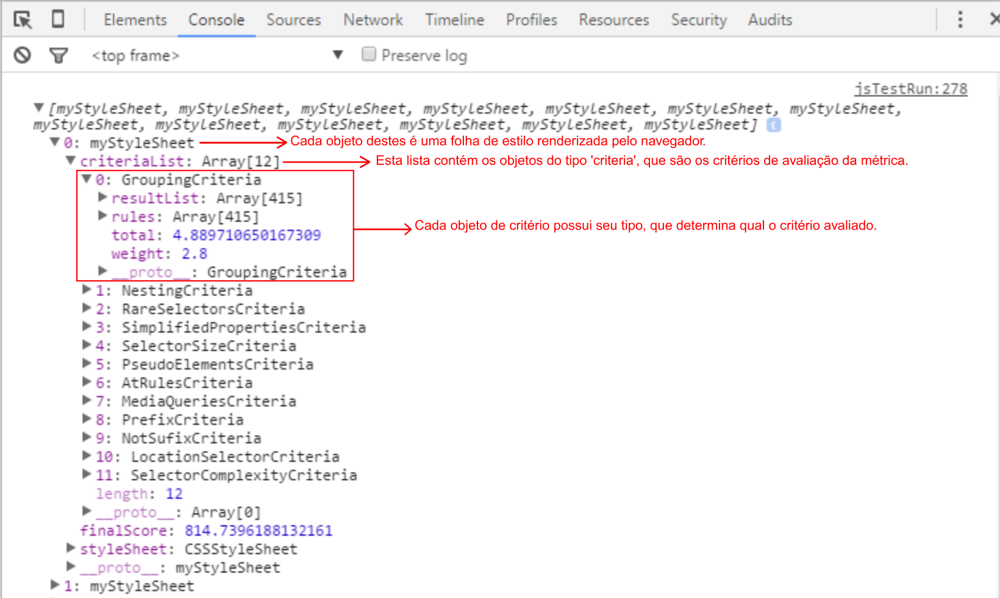 Elements Console Sources Network Timeline Profiles Resources Security Audits
<top frame> Preserve log
jsTestRun:278
[myStyleSheet, myStyleSheet, myStyleSheet, myStyleSheet, myStyleSheet, myStyleSheet, myStyleSheet,
myStyleSheet, myStyleSheet, myStyleSheet, myStyleSheet, myStyleSheet, myStyleSheet]
0: myStyleSheet Cada objeto destes é uma folha de estilo renderizada pelo navegador.
criteriaList: Array[12] Esta lista contém os objetos do tipo 'criteria', que são os critérios de avaliação da métrica.
0: GroupingCriteria
resultList: Array[415]
rules: Array[415]
Cada objeto de critério possui seu tipo, que determina qual o critério avaliado.
total: 4.889710650167309
weight: 2.8
__proto__: GroupingCriteria
1: NestingCriteria
2: RareSelectorsCriteria
3: SimplifiedPropertiesCriteria
4: SelectorSizeCriteria
5: PseudoElementsCriteria
6: AtRulesCriteria
7: MediaQueriesCriteria
8: PrefixCriteria
9: NotSufixCriteria
10: LocationSelectorCriteria
11: SelectorComplexityCriteria
length: 12
__proto__: Array[0]
finalScore: 814.7396188132161
styleSheet: CSSStyleSheet
__proto__: myStyleSheet
1: myStyleSheet